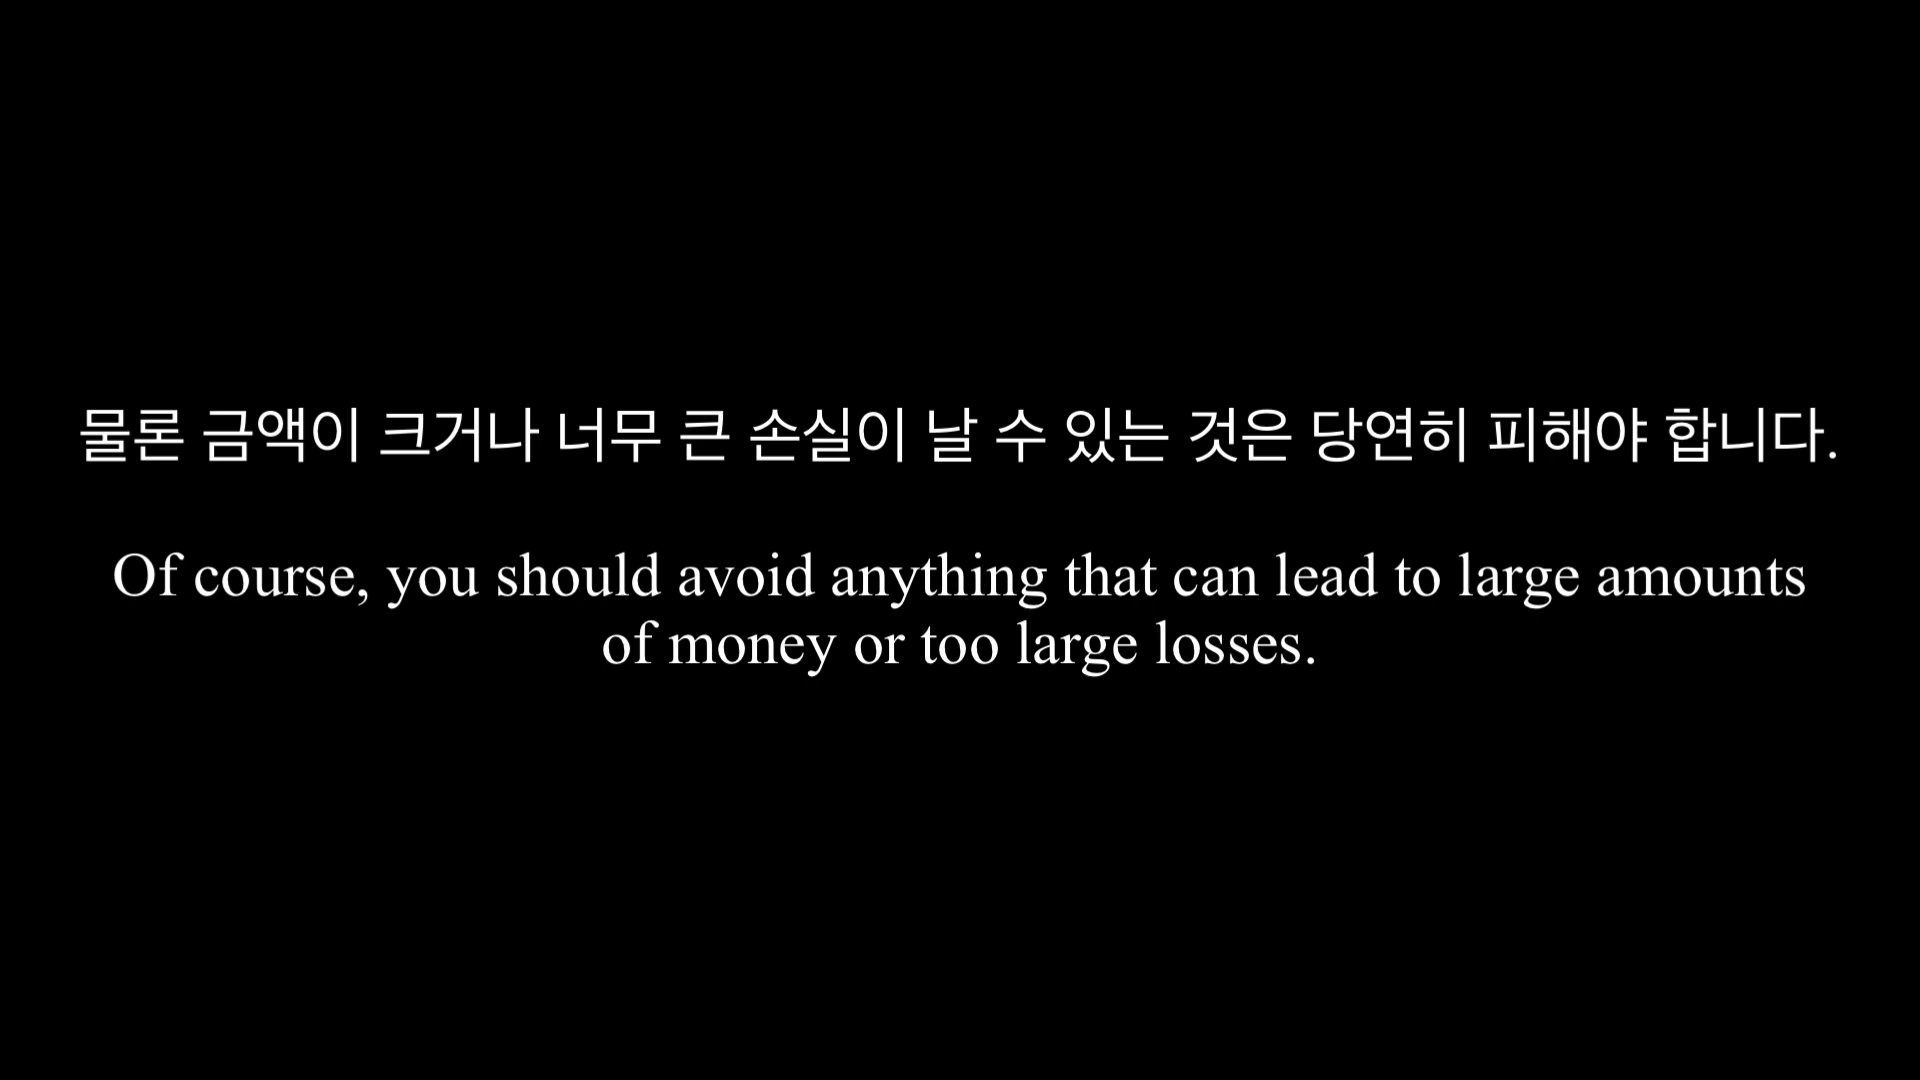 물론 금액이 크거나 너무 큰 손실이 날 수 있는 것은 당연히 피해야 합니다.
Of course, you should avoid anything that can lead to large amounts
of money or too large losses.